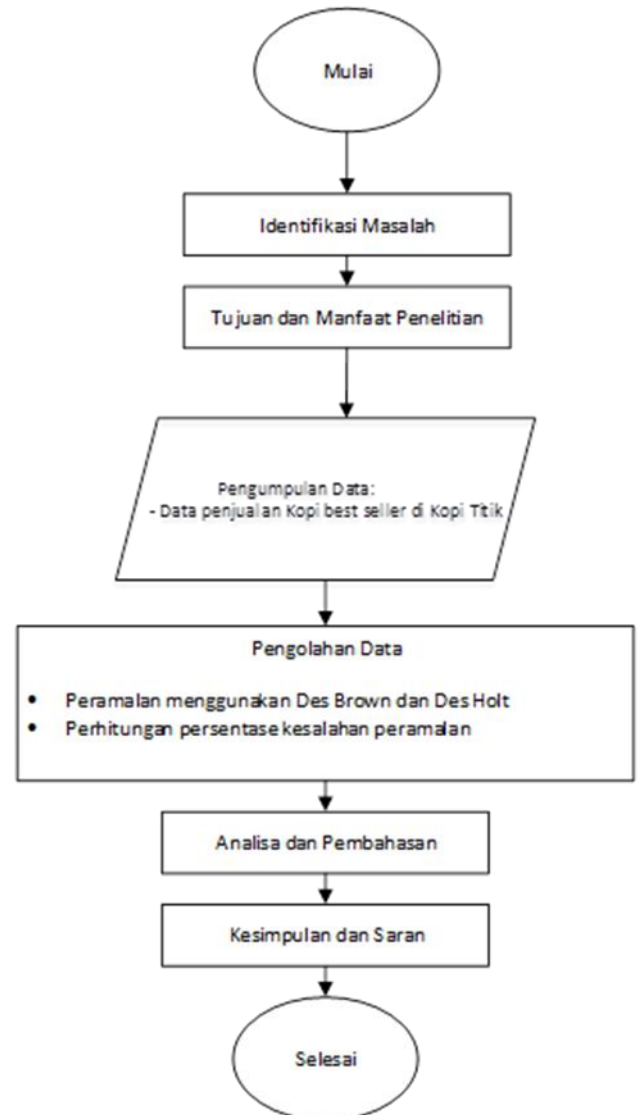 Mulai
Identifikasi Masalah
Tujuan dan Manfaat Penelitian
Pengumpulan Data:
- Data penjualan Kopi best seller di Kopi Titik
Pengolahan Data
• Peramalan menggunakan Des Brown dan Des Holt
• Perhitungan persentase kesalahan peramalan
Analisa dan Pembahasan
Kesimpulan dan Saran
Selesai